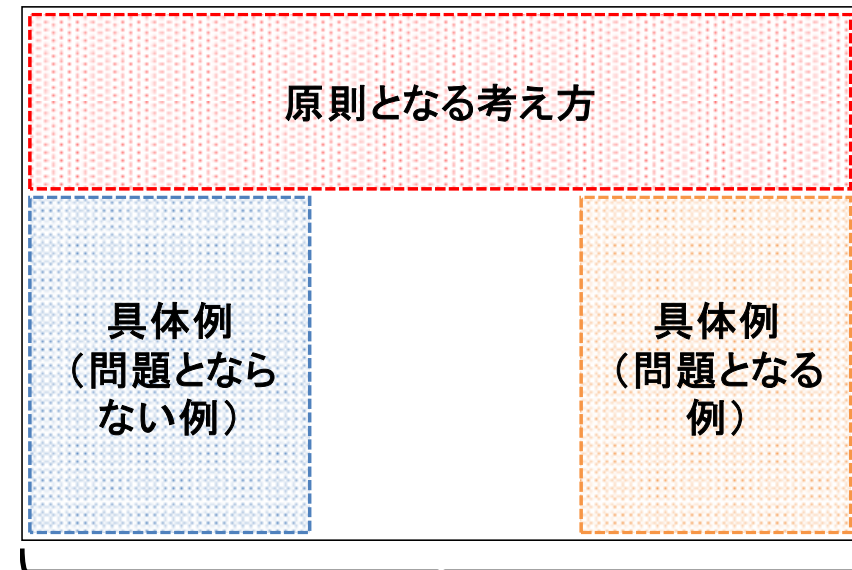 原則となる考え方
具体例
（問題となら
ない例）
具体例
（問題となる
例）